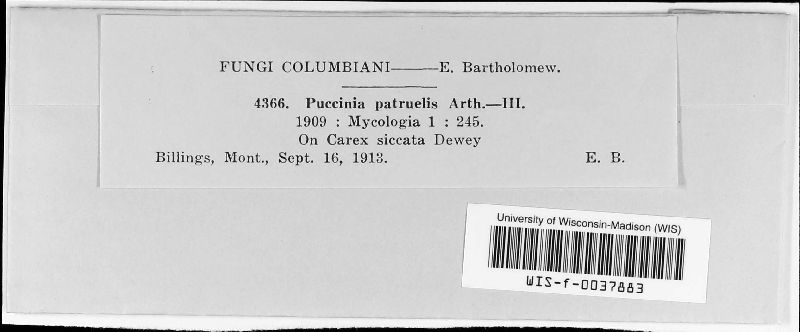 FUNGI COLUMBIANI——E. Bartholomew.
4366. Puccinia patruelis Arth.—III.
1909 : Mycologia 1 : 245.
On Carex siccata Dewey
Billings, Mont., Sept. 16, 1913. E. B.
University of Wisconsin-Madison (WIS)
WIS-f-0037883